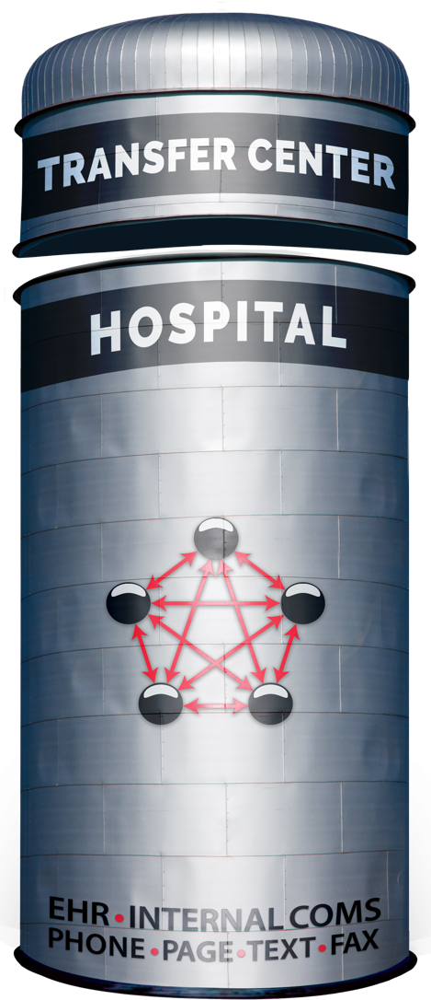 TRANSFER CENTER
HOSPITAL
EHR • INTERNAL COMS
PHONE • PAGE • TEXT • FAX